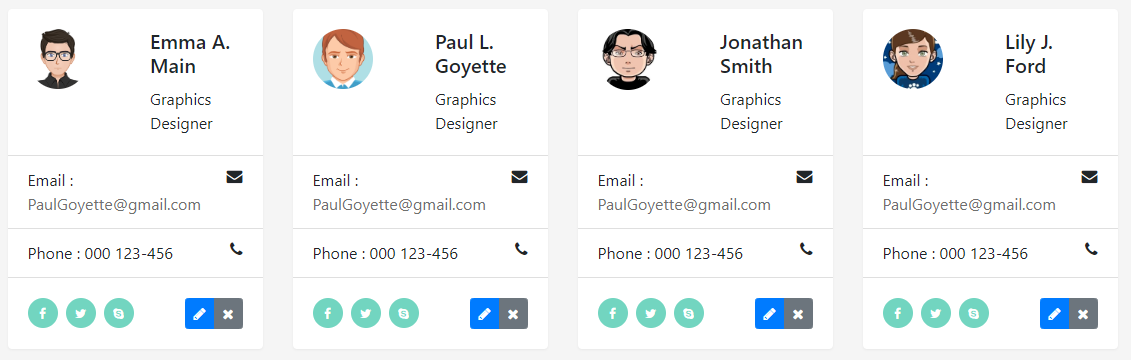 Emma A.
Main
Graphics
Designer
Email :
PaulGoyette@gmail.com
Phone : 000 123-456
Paul L.
Goyette
Graphics
Designer
Email :
PaulGoyette@gmail.com
Phone : 000 123-456
Jonathan
Smith
Graphics
Designer
Email :
PaulGoyette@gmail.com
Phone : 000 123-456
Lily J.
Ford
Graphics
Designer
Email :
PaulGoyette@gmail.com
Phone : 000 123-456